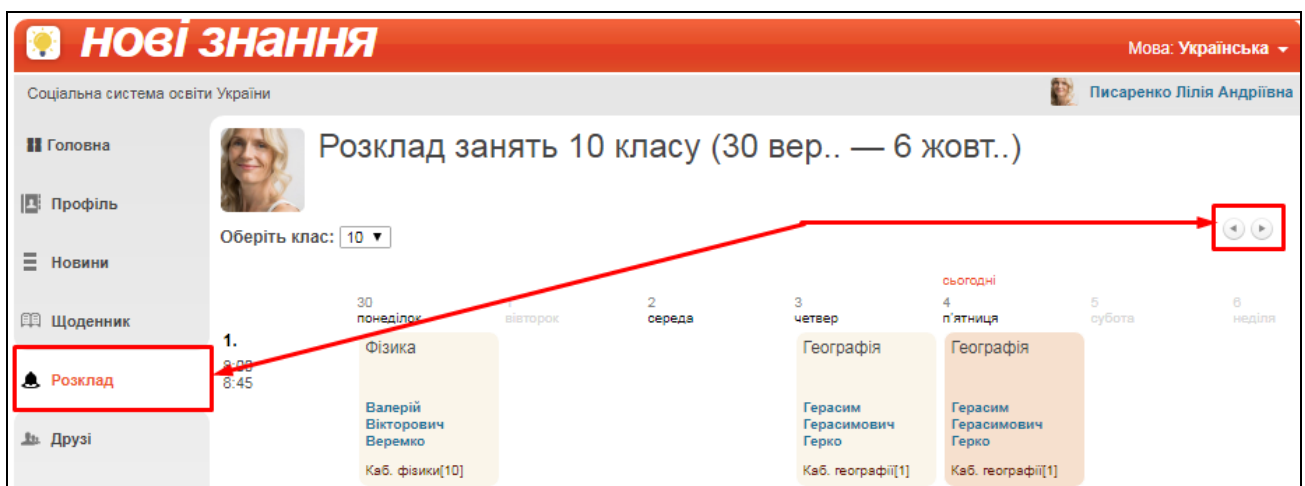 нові знання
Мова: Українська
Соціальна система освіти України
Писаренко Лілія Андріївна
Головна
Розклад занять 10 класу (30 вер.. — 6 жовт..)
Профіль
Оберіть клас: 10
Новини
сьогодні
30 1 2 3 4 5 6
понеділок вівторок середа четвер п'ятниця субота неділя
Щоденник
1.
8:00
8:45
Фізика
Географія
Географія
Розклад
Валерій
Вікторович
Веремко
Герасим
Герасимович
Герко
Герасим
Герасимович
Герко
Друзі
Каб. фізики[10]
Каб. географії[1]
Каб. географії[1]